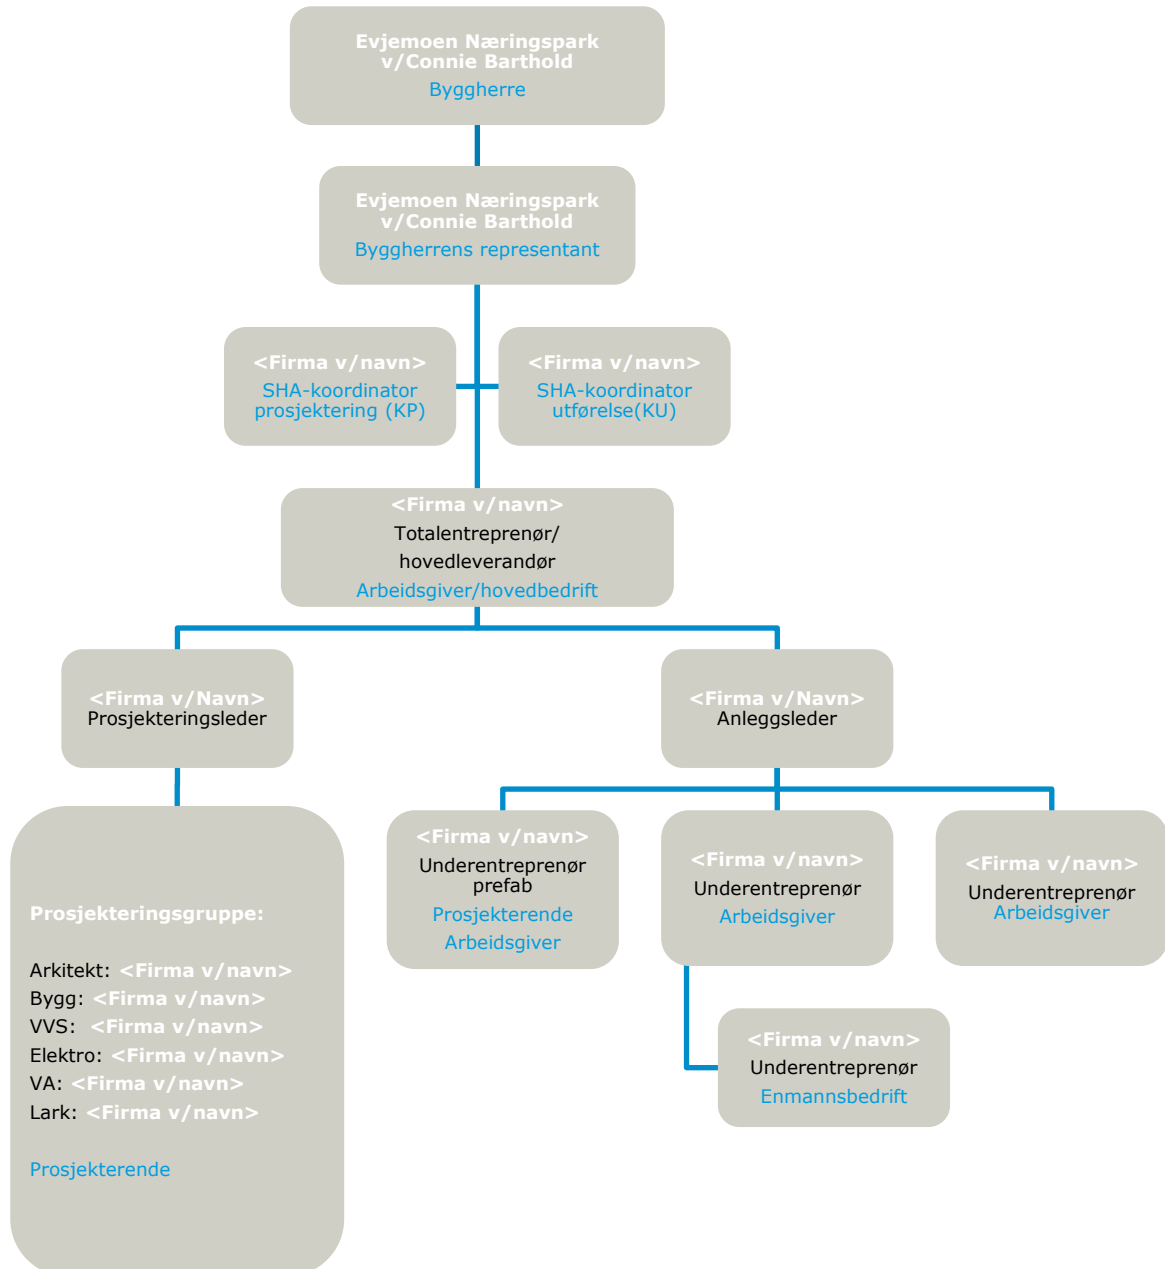 Evjemoen Næringspark
v/Connie Barthold
Byggherre
Evjemoen Næringspark
v/Connie Barthold
Byggherrens representant
<Firma v/navn>
SHA-koordinator
prosjektering (KP)
<Firma v/navn>
SHA-koordinator
utførelse(KU)
<Firma v/navn>
Totalentreprenør/
hovedleverandør
Arbeidsgiver/hovedbedrift
<Firma v/Navn>
Prosjekteringsleder
<Firma v/Navn>
Anleggsleder
Prosjekteringsgruppe:
Arkitekt: <Firma v/navn>
Bygg: <Firma v/navn>
VVS: <Firma v/navn>
Elektro: <Firma v/navn>
VA: <Firma v/navn>
Lark: <Firma v/navn>
Prosjekterende
<Firma v/navn>
Underentreprenør
prefab
Prosjekterende
Arbeidsgiver
<Firma v/navn>
Underentreprenør
Arbeidsgiver
<Firma v/navn>
Underentreprenør
Arbeidsgiver
<Firma v/navn>
Underentreprenør
Enmannsbedrift